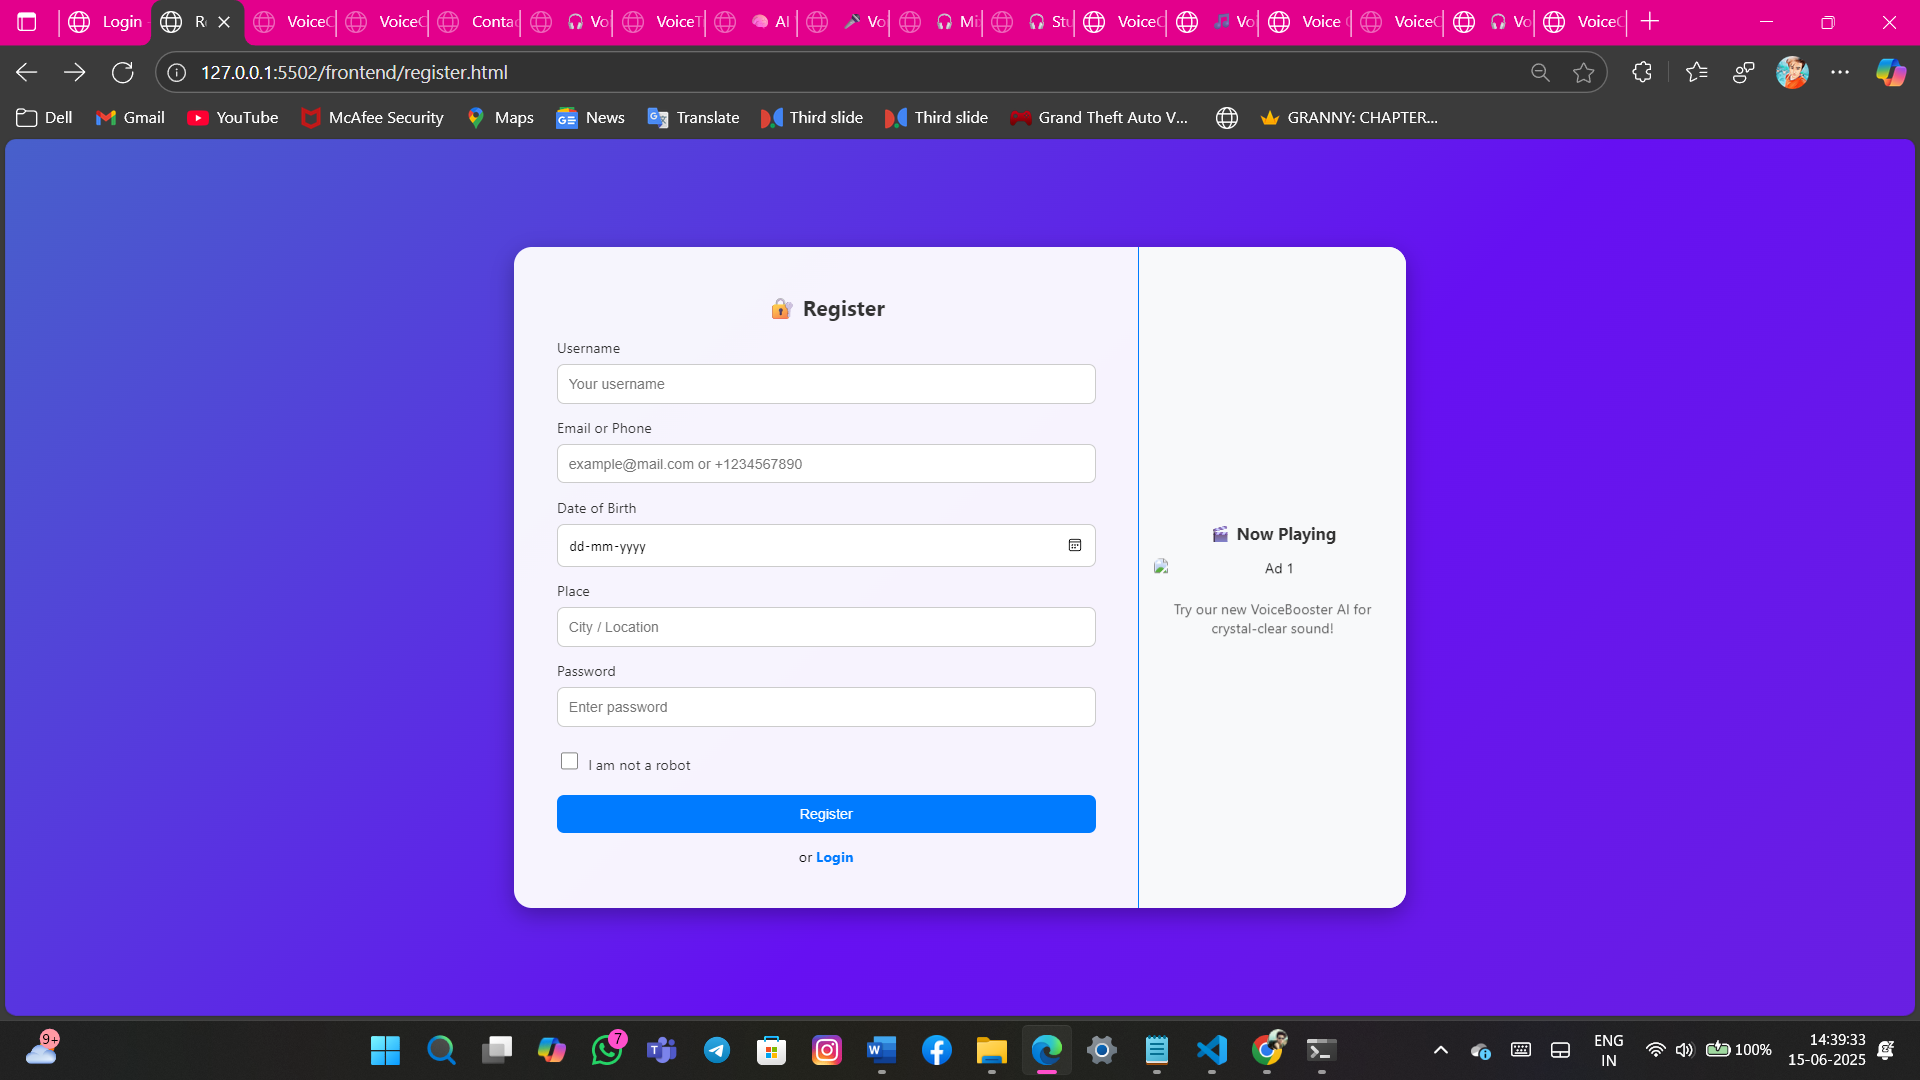 Login
Re
VoiceC
VoiceC
Contac
Vo
VoiceT
AI
Vo
Mi
Stu
VoiceC
Vo
Voice
VoiceC
Vo
VoiceC
127.0.0.1:5502/frontend/register.html
Dell
Gmail
YouTube
McAfee Security
Maps
News
Translate
Third slide
Third slide
Grand Theft Auto V...
GRANNY: CHAPTER...
🔐 Register
Username
Your username
Email or Phone
example@mail.com or +1234567890
Date of Birth
dd-mm-yyyy
Place
City / Location
Password
Enter password
I am not a robot
Register
or Login
🎬 Now Playing
Ad 1
Try our new VoiceBooster AI for
crystal-clear sound!
9+
7
ENG
IN
100%
14:39:33
15-06-2025